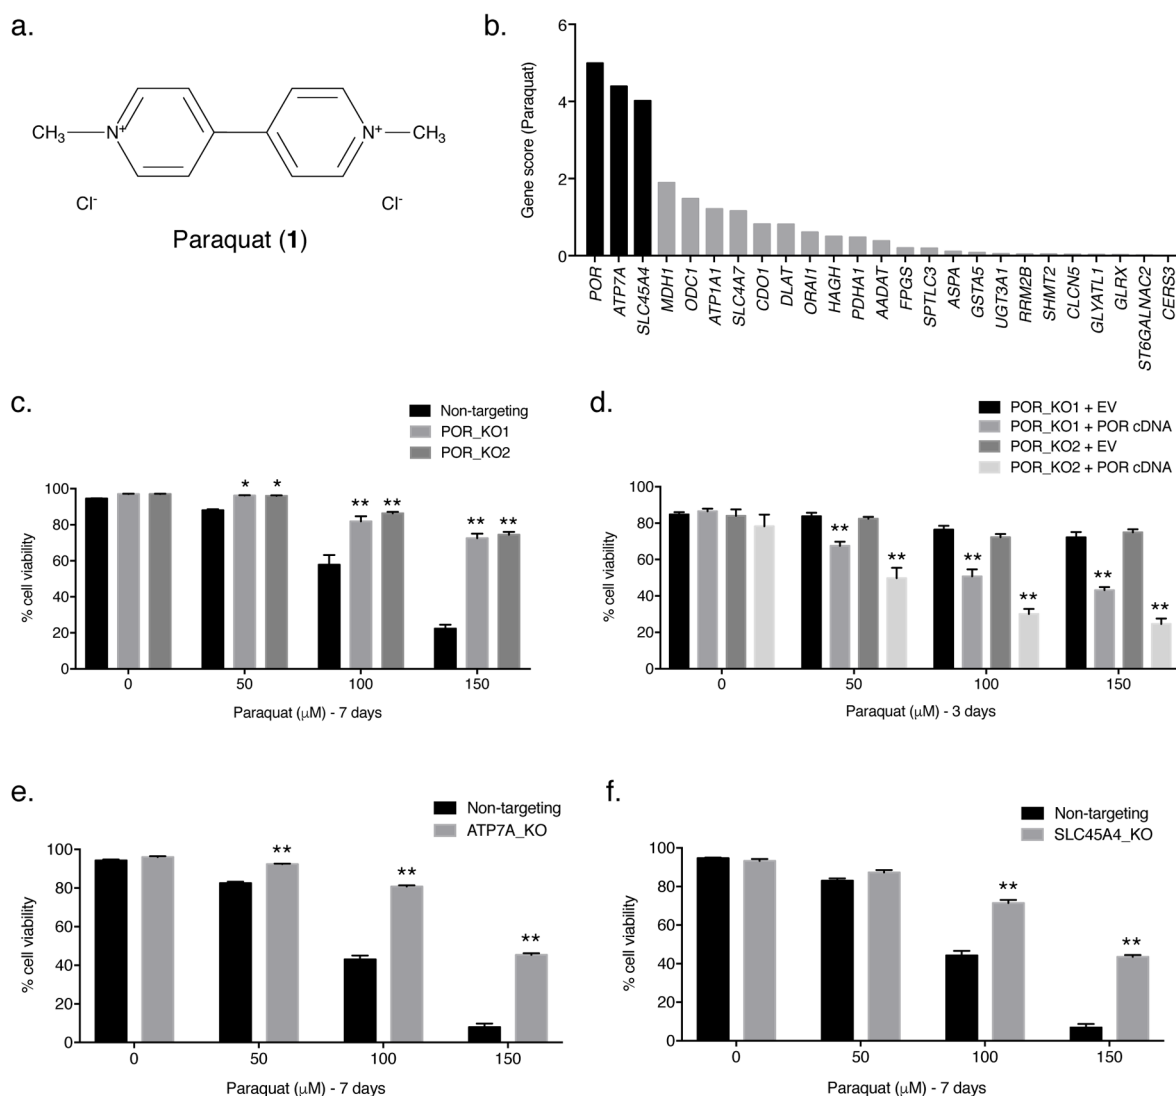 a.
CH3
N+
N+
CH3
Cl-
Cl-
Paraquat (1)
b.
Gene score (Paraquat)
6
4
2
0
POR
ATP7A
SLC45A4
MDH1
ODC1
ATP1A1
SLC4A7
CDO1
DLAT
ORAI1
HAGH
PDHA1
AADAT
FPGS
SPTLC3
ASPA
GSTA5
UGT3A1
RRM2B
SHMT2
CLCN5
GLYATL1
GLRX
ST6GALNAC2
CERS3
c.
Non-targeting
POR_KO1
POR_KO2
% cell viability
100
80
60
40
20
0
* *
** **
** **
0 50 100 150
Paraquat (μM) - 7 days
d.
POR_KO1 + EV
POR_KO1 + POR cDNA
POR_KO2 + EV
POR_KO2 + POR cDNA
% cell viability
100
80
60
40
20
0
** **
** **
** **
0 50 100 150
Paraquat (μM) - 3 days
e.
Non-targeting
ATP7A_KO
% cell viability
100
80
60
40
20
0
**
**
**
0 50 100 150
Paraquat (μM) - 7 days
f.
Non-targeting
SLC45A4_KO
% cell viability
100
80
60
40
20
0
**
**
0 50 100 150
Paraquat (μM) - 7 days